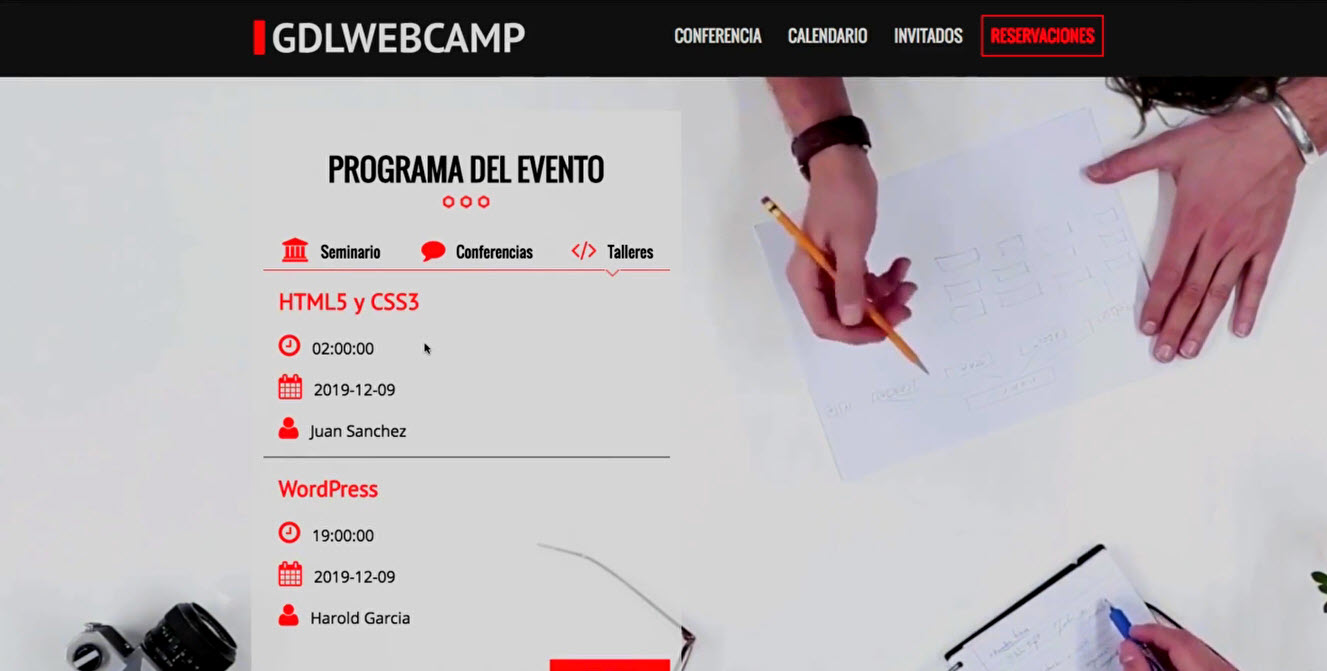 GDLWEBCAMP
CONFERENCIA CALENDARIO INVITADOS RESERVACIONES
PROGRAMA DEL EVENTO
Seminario Conferencias </> Talleres
HTML5 y CSS3
02:00:00
2019-12-09
Juan Sanchez
WordPress
19:00:00
2019-12-09
Harold Garcia